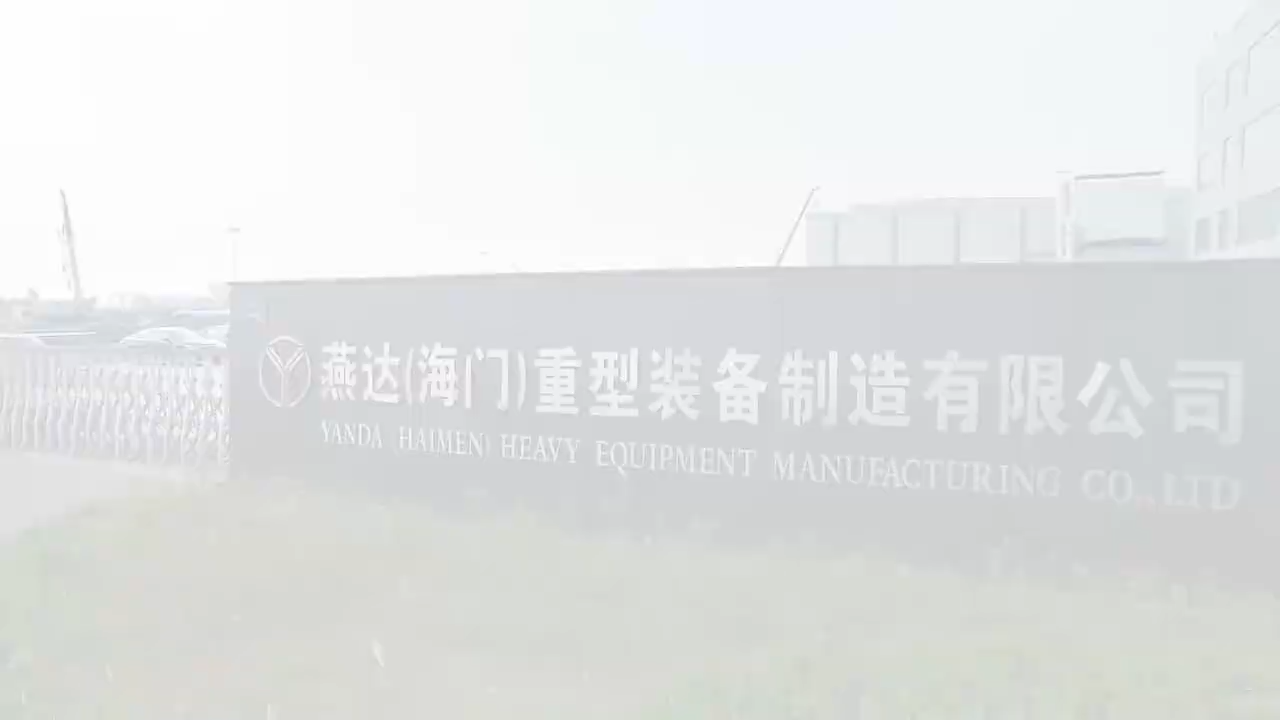 燕达(海门)重型装备制造有限公司
YANDA (HAIMEN) HEAVY EQUIPMENT MANUFACTURING CO., LTD